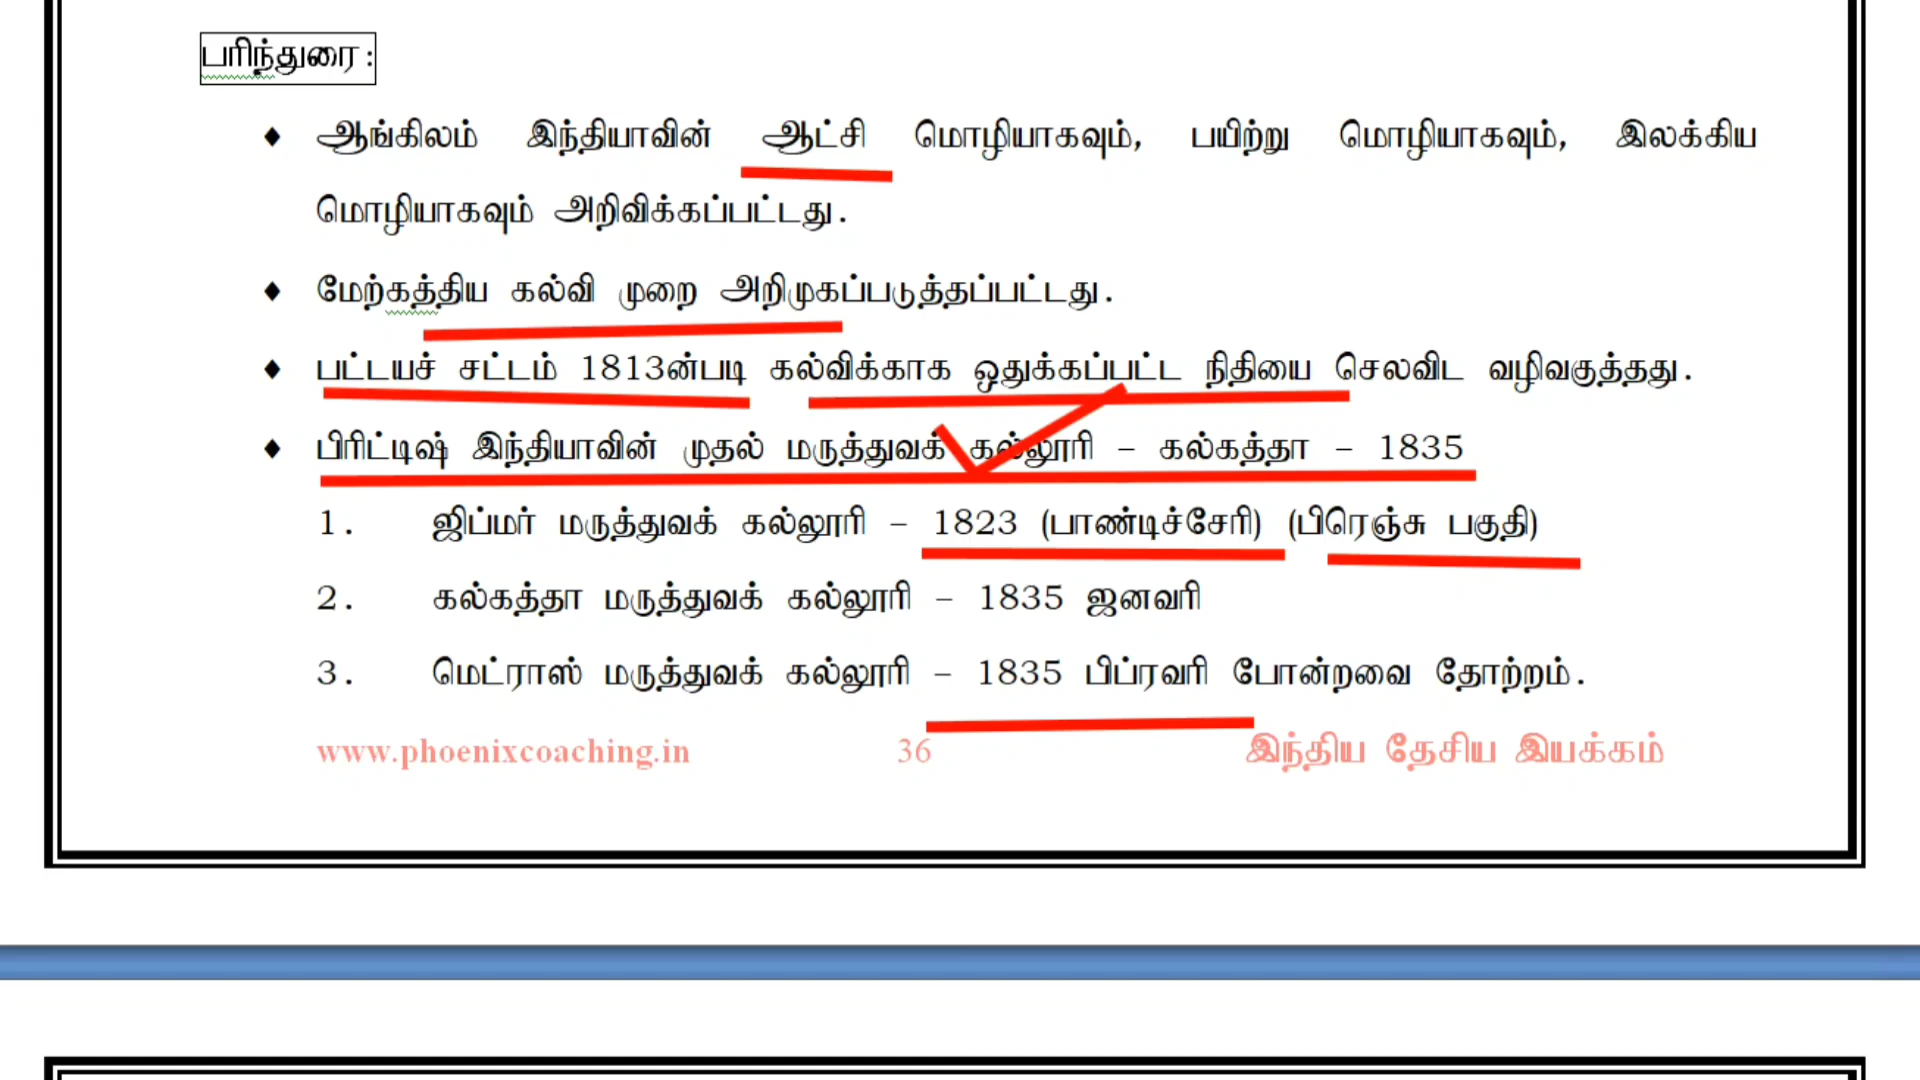 பரிந்துரை:
♦ ஆங்கிலம் இந்தியாவின் ஆட்சி மொழியாகவும், பயிற்று மொழியாகவும், இலக்கிய
மொழியாகவும் அறிவிக்கப்பட்டது.
♦ மேற்கத்திய கல்வி முறை அறிமுகப்படுத்தப்பட்டது.
♦ பட்டயச் சட்டம் 1813ன்படி கல்விக்காக ஒதுக்கப்பட்ட நிதியை செலவிட வழிவகுத்தது.
♦ பிரிட்டிஷ் இந்தியாவின் முதல் மருத்துவக் கல்லூரி – கல்கத்தா – 1835
1. ஜிப்மர் மருத்துவக் கல்லூரி – 1823 (பாண்டிச்சேரி) (பிரெஞ்சு பகுதி)
2. கல்கத்தா மருத்துவக் கல்லூரி – 1835 ஜனவரி
3. மெட்ராஸ் மருத்துவக் கல்லூரி – 1835 பிப்ரவரி போன்றவை தோற்றம்.
www.phoenixcoaching.in 36 இந்திய தேசிய இயக்கம்